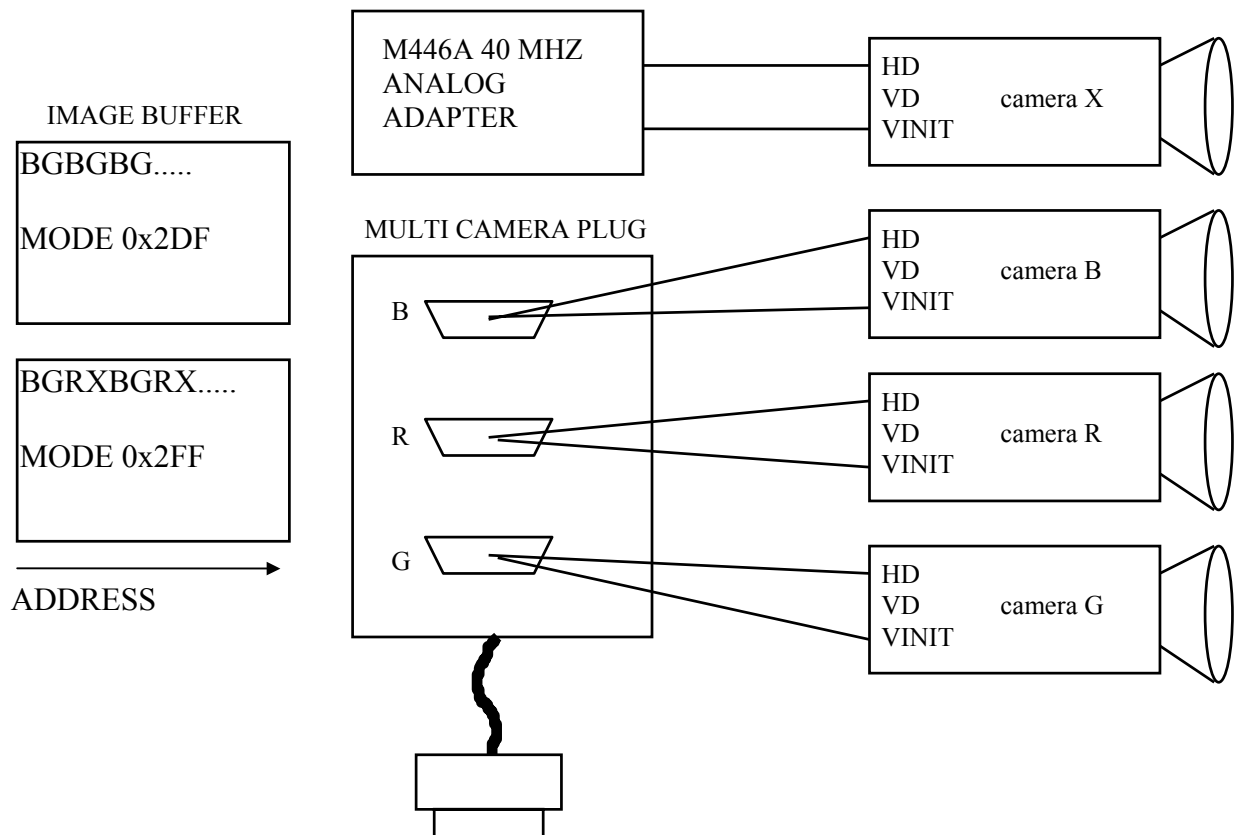 IMAGE BUFFER
BGBGBG.....
MODE 0x2DF
BGRXBGRX.....
MODE 0x2FF
ADDRESS
M446A 40 MHZ
ANALOG
ADAPTER
MULTI CAMERA PLUG
B
R
G
HD
VD camera X
VINIT
HD
VD camera B
VINIT
HD
VD camera R
VINIT
HD
VD camera G
VINIT